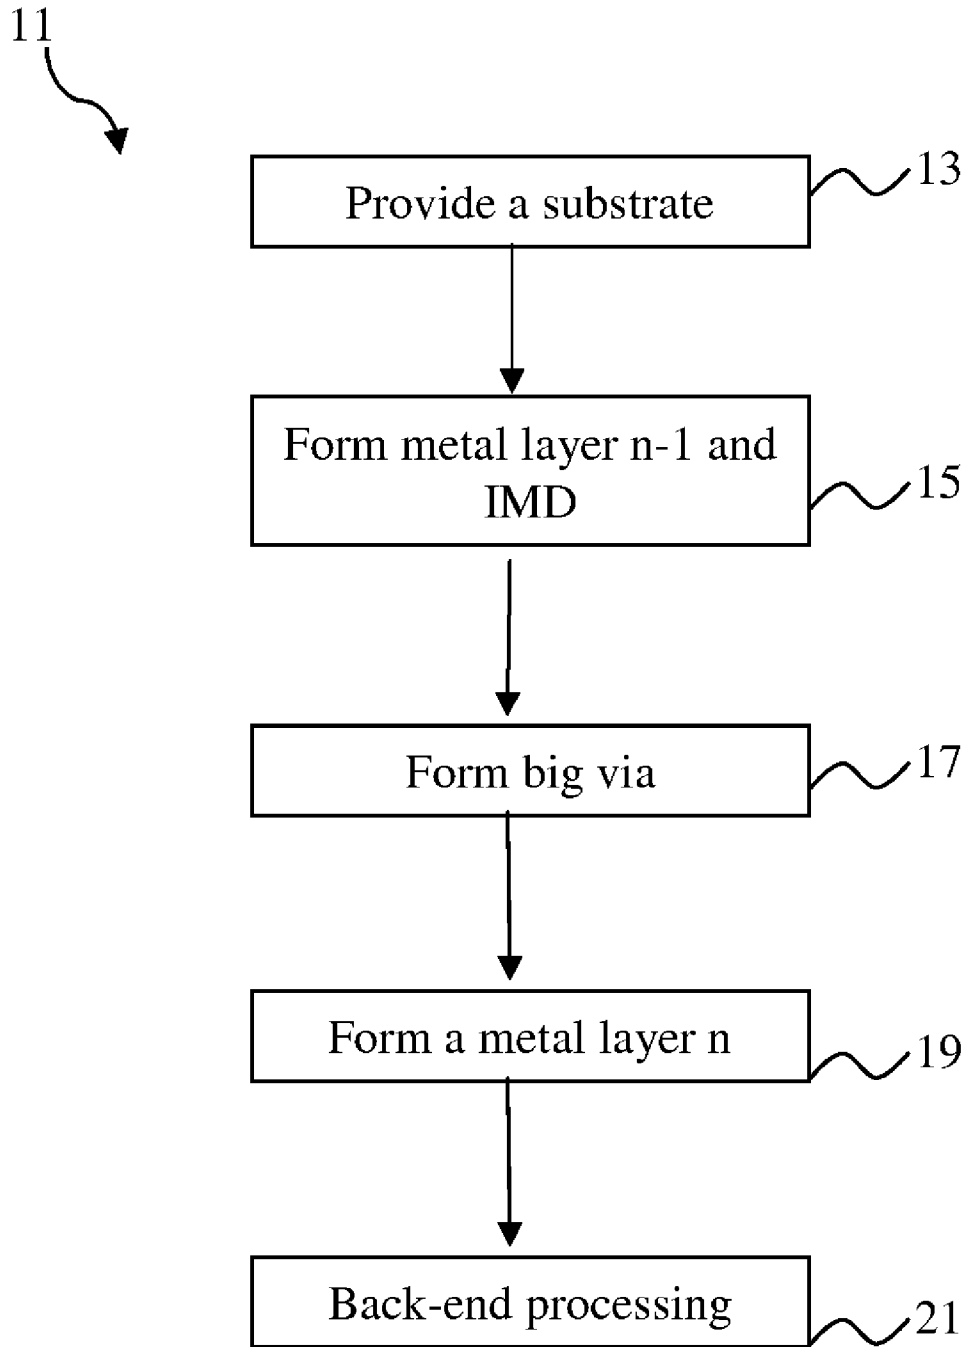 11
Provide a substrate
13
Form metal layer n-1 and
IMD
15
Form big via
17
Form a metal layer n
19
Back-end processing
21